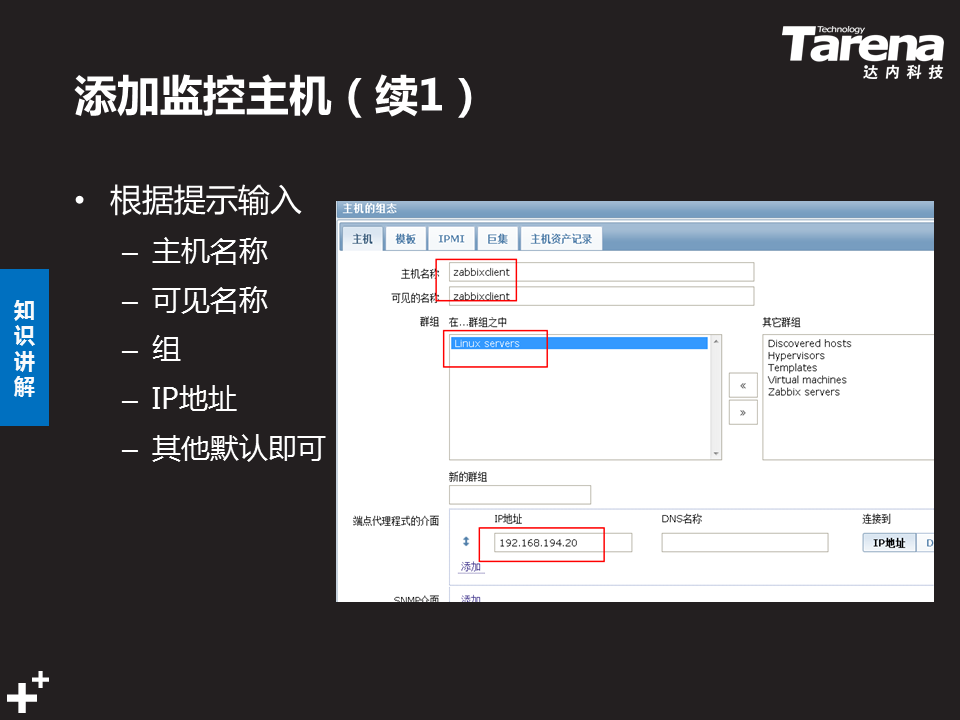 Technology
Tarena
达内科技
添加监控主机（续1）
• 根据提示输入
– 主机名称
– 可见名称
– 组
– IP地址
– 其他默认即可
知识讲解
主机的组态
主机 模板 IPMI 巨集 主机资产记录
主机名称 zabbixclient
可见的名称 zabbixclient
群组 在...群组之中 其它群组
Linux servers
Discovered hosts
Hypervisors
Templates
Virtual machines
Zabbix servers
«
»
新的群组
端点代理程式的介面 IP地址 DNS名称 连接到
192.168.194.20 IP地址 D
添加
SNMP介面 添加